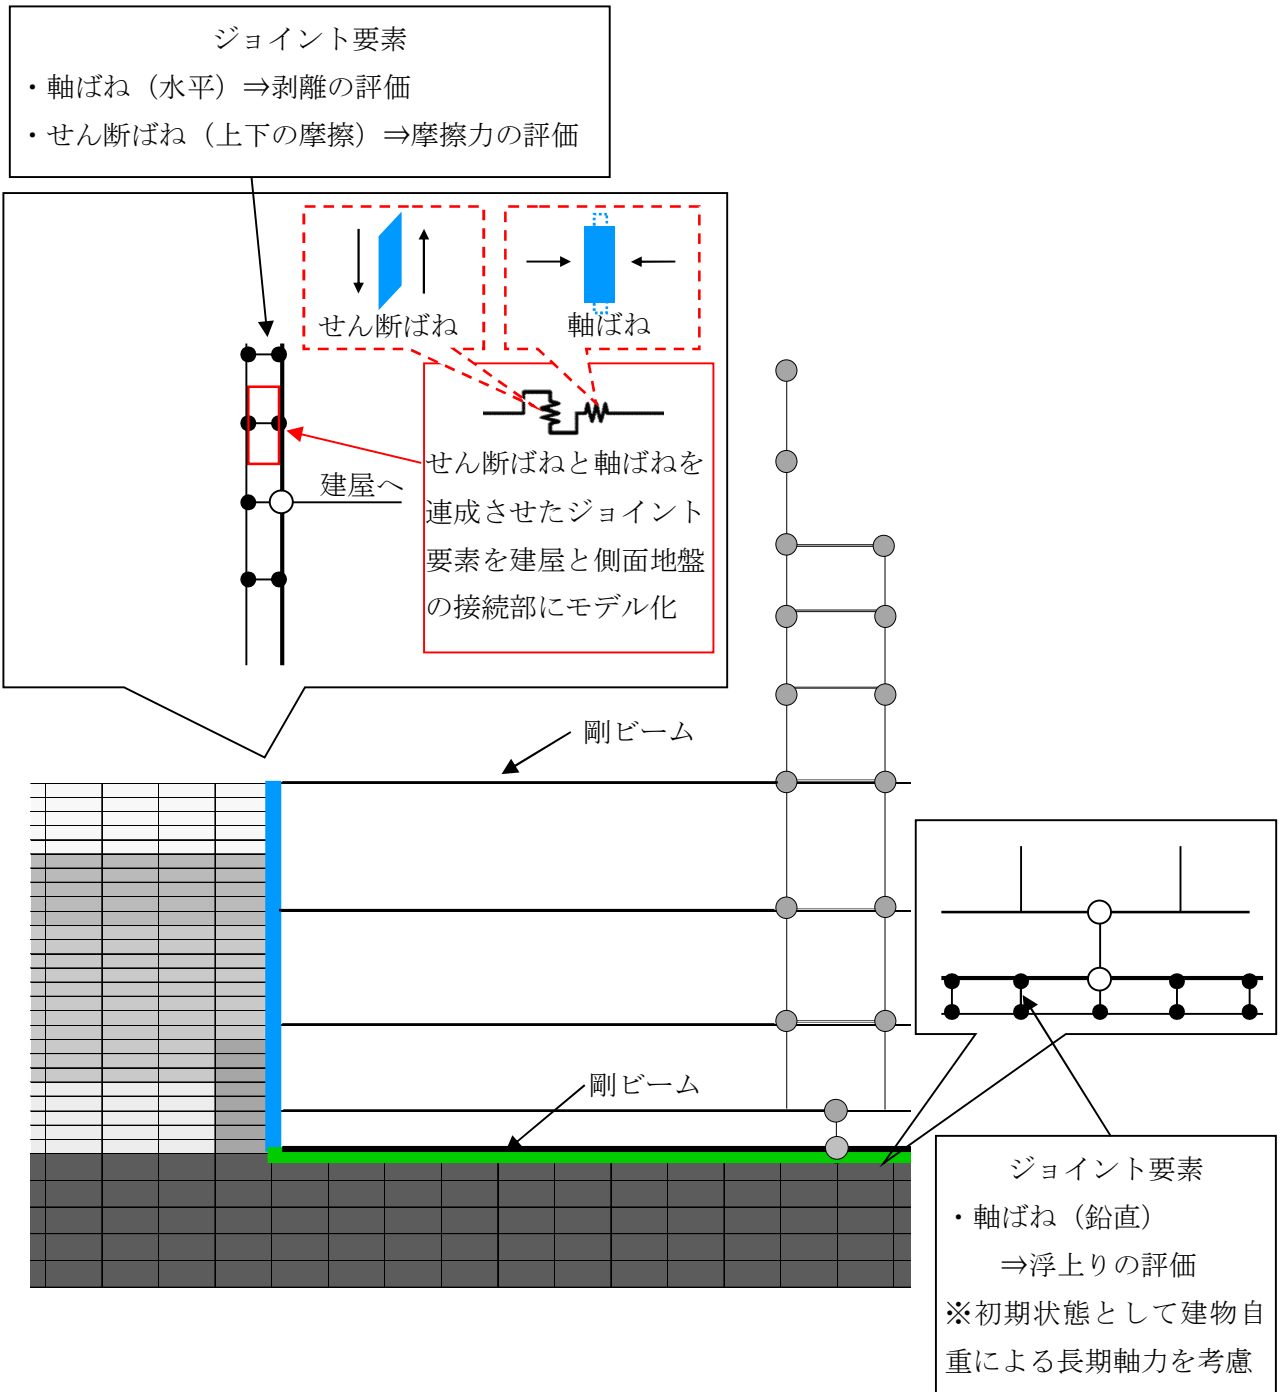 ジョイント要素
・軸ばね（水平）⇒剥離の評価
・せん断ばね（上下の摩擦）⇒摩擦力の評価
せん断ばね
軸ばね
せん断ばねと軸ばねを
連成させたジョイント
要素を建屋と側面地盤
の接続部にモデル化
建屋へ
剛ビーム
剛ビーム
ジョイント要素
・軸ばね（鉛直）
⇒浮上りの評価
※初期状態として建物自
重による長期軸力を考慮